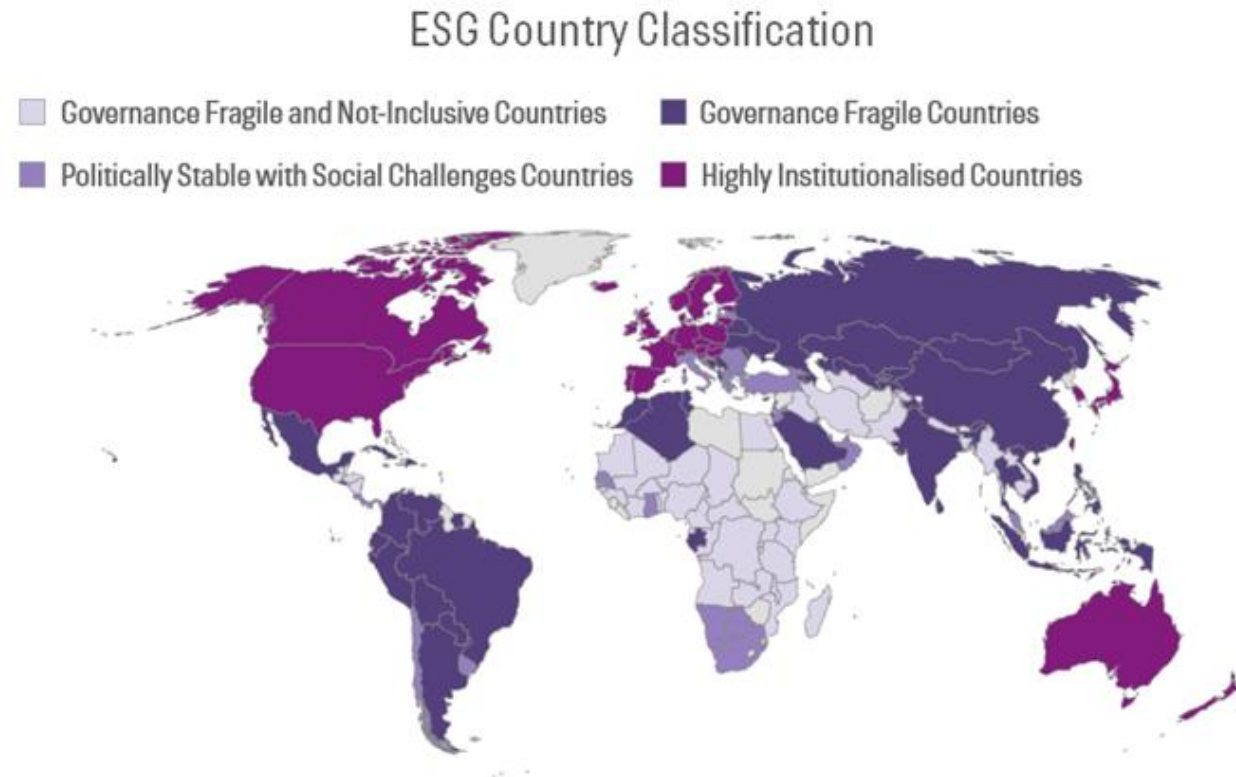 ESG Country Classification
Governance Fragile and Not-Inclusive Countries
Governance Fragile Countries
Politically Stable with Social Challenges Countries
Highly Institutionalised Countries